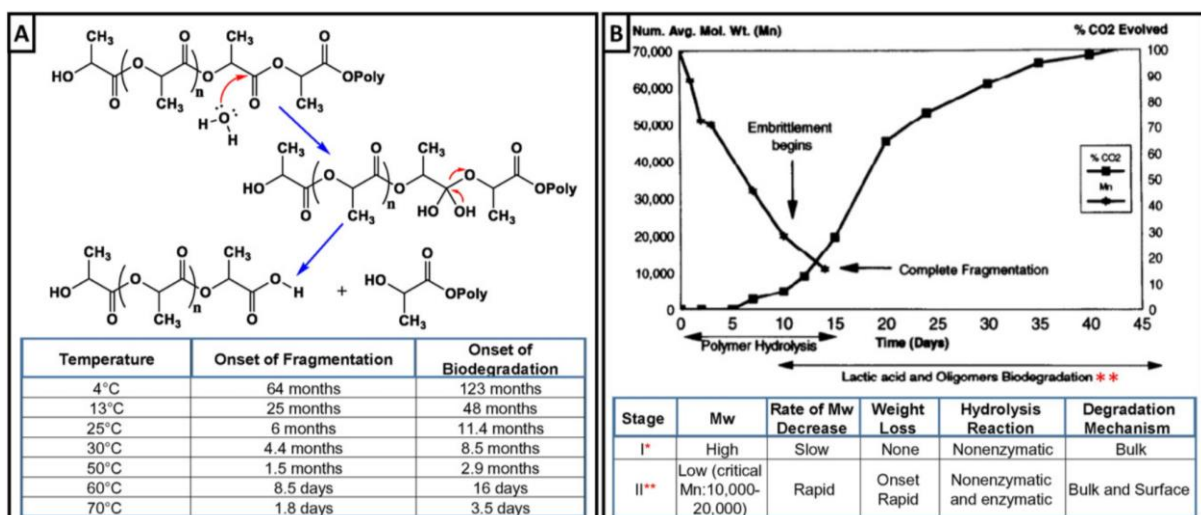 A
CH₃
O
CH₃
O
HO
O
O
O
O
OPoly
O
CH₃
n
O
CH₃
H
O
H
CH₃
O
CH₃
O
HO
O
O
O
O
OPoly
O
CH₃
n
HO
OH
CH₃
CH₃
O
CH₃
O
HO
O
O
O
H
+
HO
OPoly
O
CH₃
n
O
CH₃
Temperature Onset of Fragmentation Onset of Biodegradation
4°C 64 months 123 months
13°C 25 months 48 months
25°C 6 months 11.4 months
30°C 4.4 months 8.5 months
50°C 1.5 months 2.9 months
60°C 8.5 days 16 days
70°C 1.8 days 3.5 days
B
Num. Avg. Mol. Wt. (Mn) % CO2 Evolved
70,000 100
90
60,000
80
50,000 70
Embrittlement
begins
60
40,000
% CO2
Mn
50
30,000
40
30
20,000
20
Complete Fragmentation
10,000
10
0 0
0 5 10 15 20 25 30 35 40 45
Polymer Hydrolysis Time (Days)
Lactic acid and Oligomers Biodegradation **
Stage Mw Rate of Mw Decrease Weight Loss Hydrolysis Reaction Degradation Mechanism
I* High Slow None Nonenzymatic Bulk
II** Low (critical Mn:10,000-20,000) Rapid Onset Rapid Nonenzymatic and enzymatic Bulk and Surface